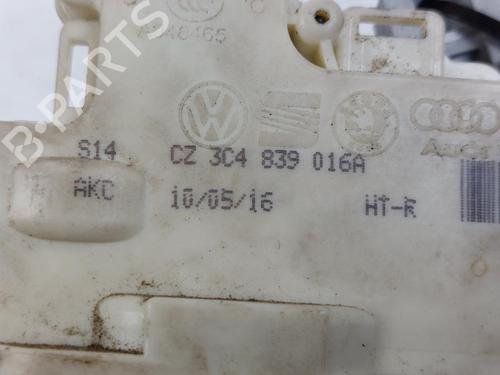 S14 CZ 3C4 839 016A
AKC 10/05/16 HT-R
B-PARTS